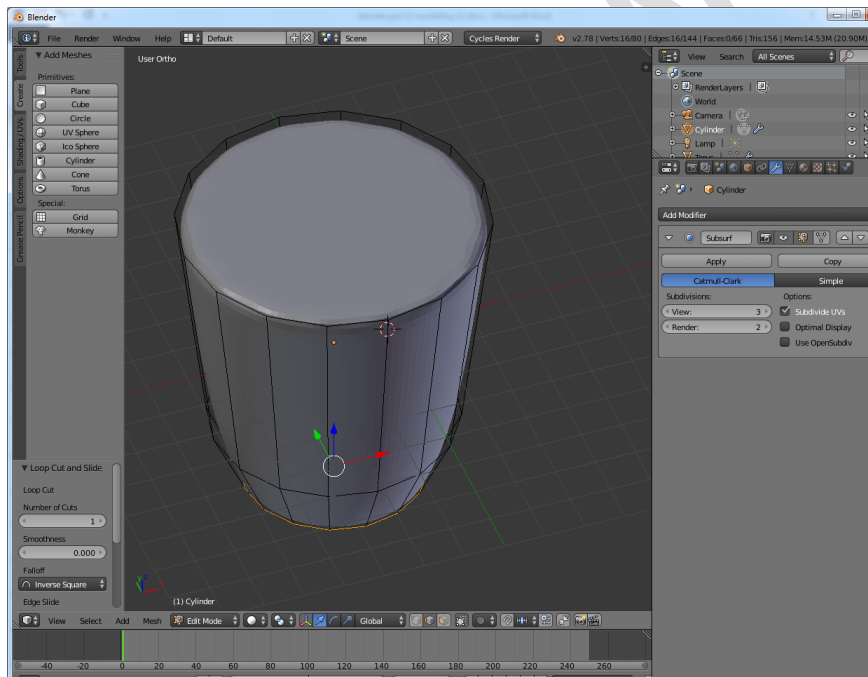 Blender
File Render Window Help Default Scene Cycles Render v2.78 | Verts:16/80 | Edges:16/144 | Faces:0/66 | Tris:156 | Mem:14.53M (20.90M)
Tools
Create
Shading / UVs
Options
Grease Pencil
Add Meshes
Primitives:
Plane
Cube
Circle
UV Sphere
Ico Sphere
Cylinder
Cone
Torus
Special:
Grid
Monkey
Loop Cut and Slide
Loop Cut
Number of Cuts
1
Smoothness
0.000
Falloff
Inverse Square
Edge Slide
User Ortho
(1) Cylinder
View Select Add Mesh Edit Mode Global
-40 -20 0 20 40 60 80 100 120 140 160 180 200 220 240 260
View Search All Scenes
Scene
RenderLayers |
World
Camera |
Cylinder |
Lamp |
Torus |
Cylinder
Add Modifier
Subsurf
Apply Copy
Catmull-Clark Simple
Subdivisions: Options:
View: 3 Subdivide UVs
Render: 2 Optimal Display
Use OpenSubdiv